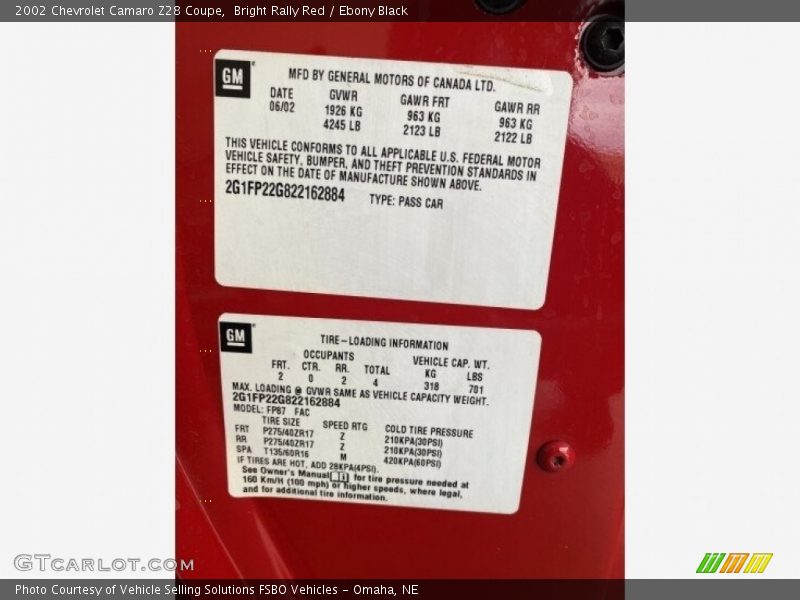 2002 Chevrolet Camaro Z28 Coupe,  Bright Rally Red / Ebony Black
GM
MFD BY GENERAL MOTORS OF CANADA LTD.
DATE GVWR GAWR FRT GAWR RR
06/02 1926 KG 963 KG 963 KG
4245 LB 2123 LB 2122 LB
THIS VEHICLE CONFORMS TO ALL APPLICABLE U.S. FEDERAL MOTOR
VEHICLE SAFETY, BUMPER, AND THEFT PREVENTION STANDARDS IN
EFFECT ON THE DATE OF MANUFACTURE SHOWN ABOVE.
2G1FP22G822162884 TYPE: PASS CAR
GM
TIRE-LOADING INFORMATION
OCCUPANTS VEHICLE CAP. WT.
FRT. CTR. RR. TOTAL KG LBS
2 0 2 4 318 701
MAX. LOADING @ GVWR SAME AS VEHICLE CAPACITY WEIGHT.
2G1FP22G822162884
MODEL: FP87 FAC
TIRE SIZE SPEED RTG COLD TIRE PRESSURE
FRT P275/40ZR17 Z 210KPA(30PSI)
RR P275/40ZR17 Z 210KPA(30PSI)
SPA T135/60R16 M 420KPA(60PSI)
IF TIRES ARE HOT, ADD 28KPA(4PSI).
See Owner's Manual for tire pressure needed at
160 Km/H (100 mph) or higher speeds, where legal,
and for additional tire information.
GTCarlot.com
Photo Courtesy of Vehicle Selling Solutions FSBO Vehicles - Omaha, NE